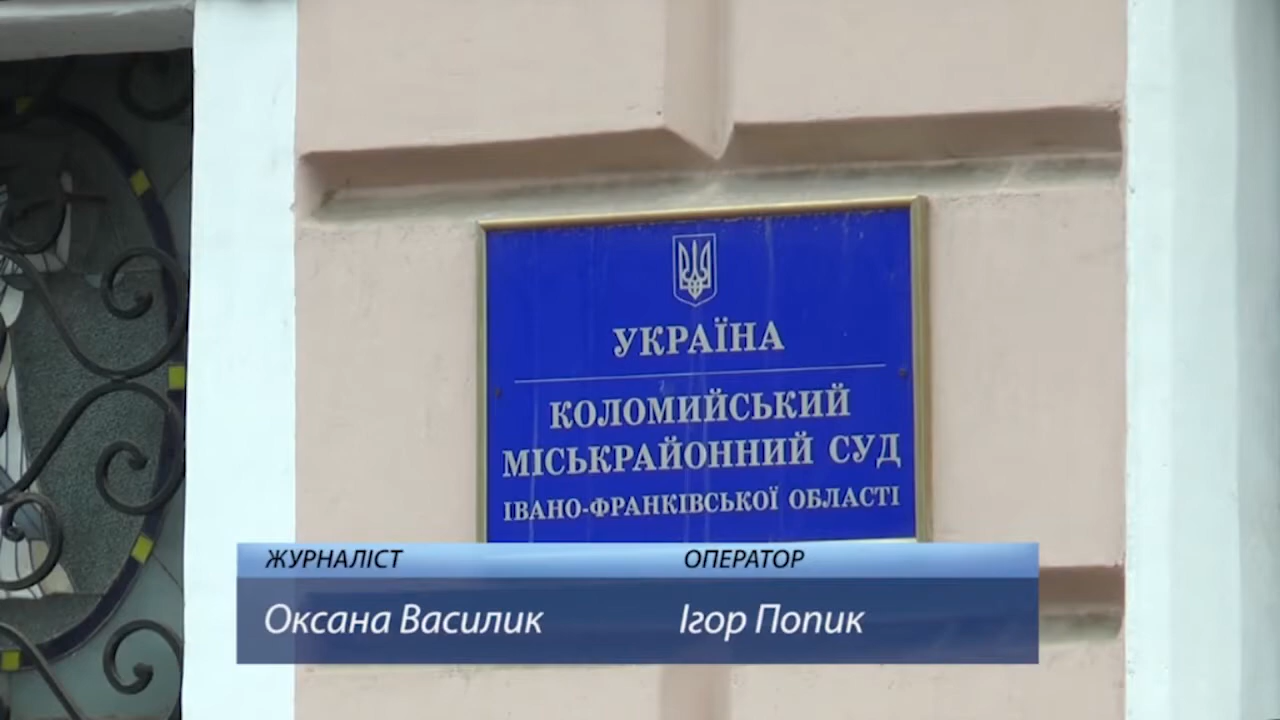 УКРАЇНА
КОЛОМИЙСЬКИЙ
МІСЬКРАЙОННИЙ СУД
ІВАНО-ФРАНКІВСЬКОЇ ОБЛАСТІ
ЖУРНАЛІСТ ОПЕРАТОР
Оксана Василик Ігор Попик